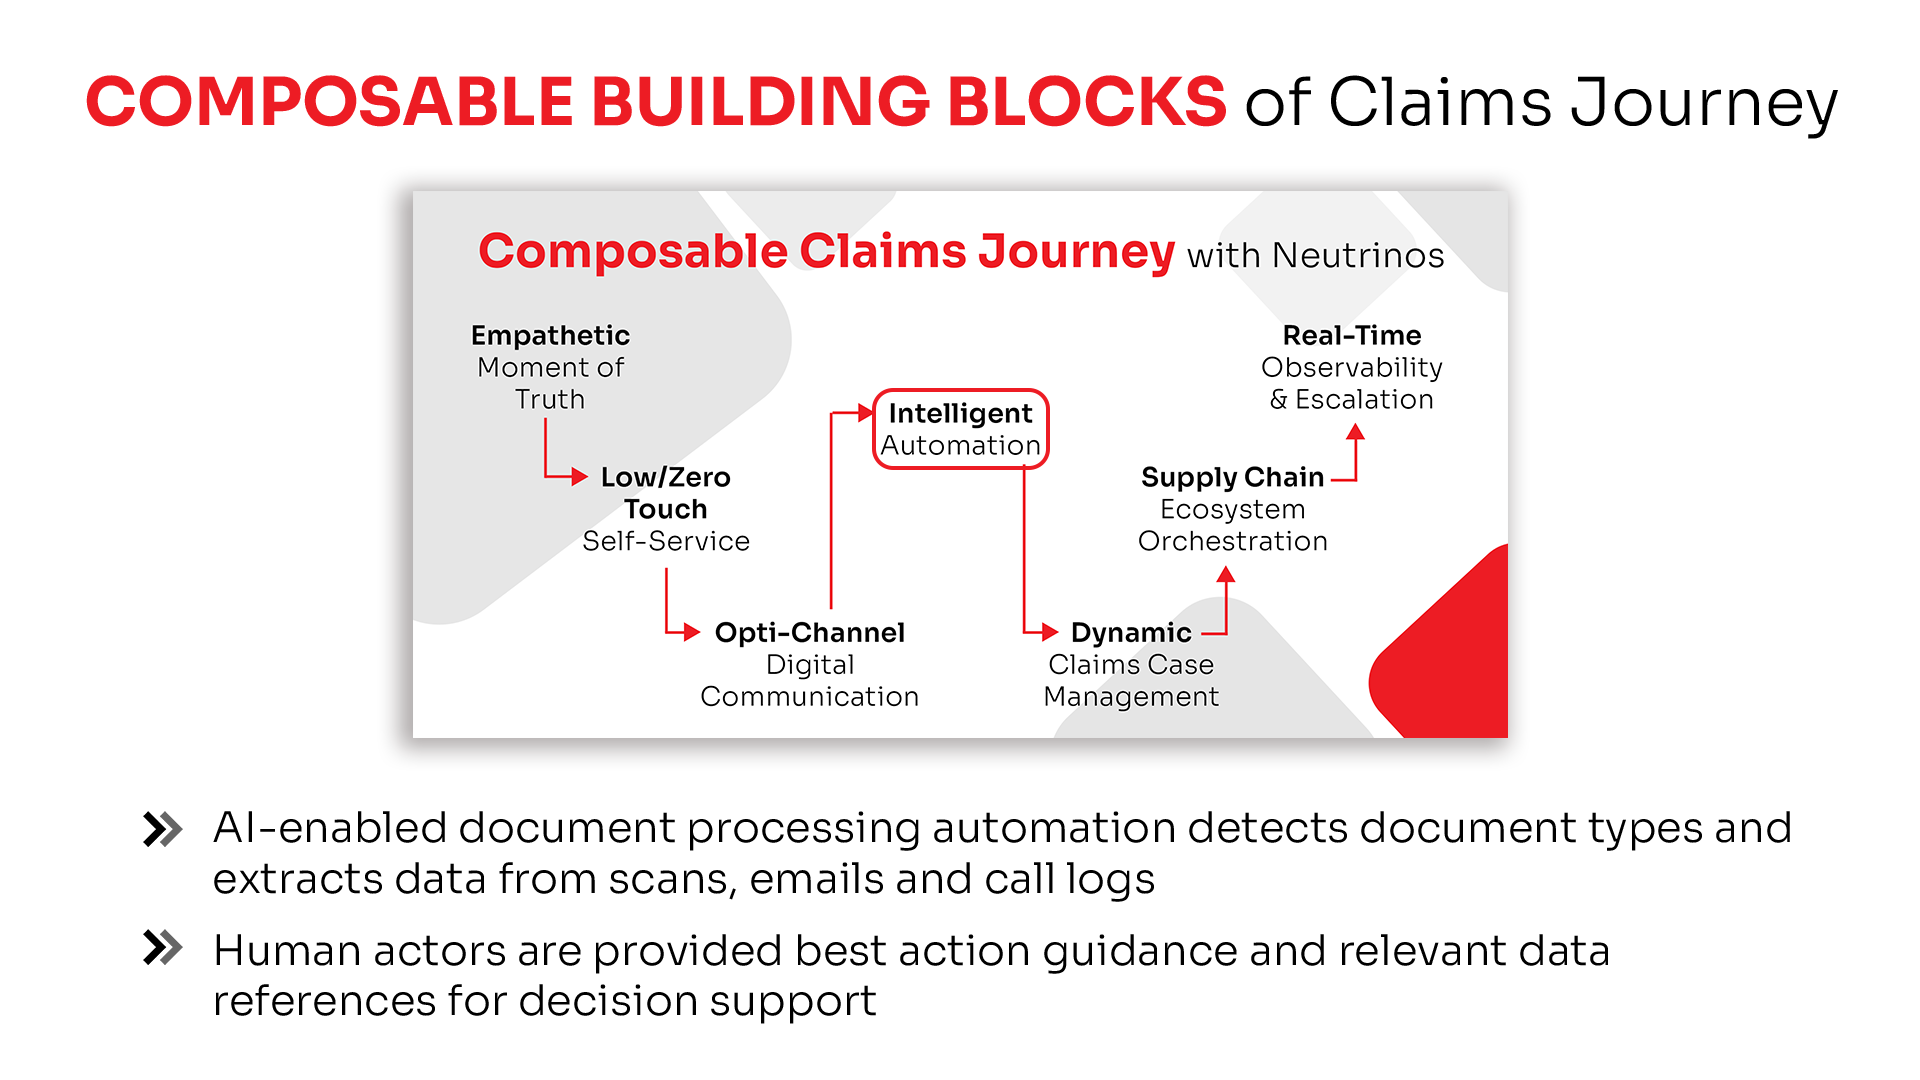 COMPOSABLE BUILDING BLOCKS of Claims Journey
Composable Claims Journey with Neutrinos
Empathetic
Moment of
Truth
Low/Zero
Touch
Self-Service
Opti-Channel
Digital
Communication
Intelligent
Automation
Dynamic
Claims Case
Management
Supply Chain
Ecosystem
Orchestration
Real-Time
Observability
& Escalation
AI-enabled document processing automation detects document types and
extracts data from scans, emails and call logs
Human actors are provided best action guidance and relevant data
references for decision support